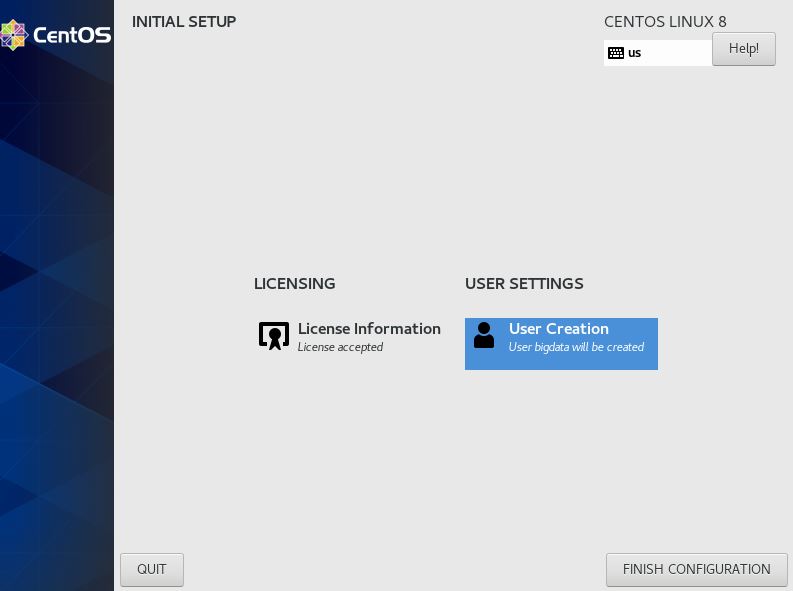 CentOS
INITIAL SETUP
CENTOS LINUX 8
us
Help!
LICENSING
License Information
License accepted
USER SETTINGS
User Creation
User bigdata will be created
QUIT
FINISH CONFIGURATION